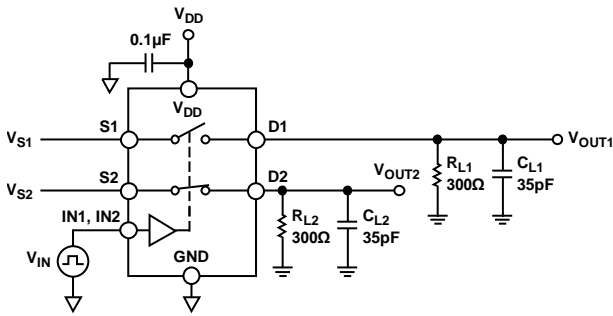 VDD
0.1µF
VDD
VS1
S1
D1
VOUT1
RL1
300Ω
CL1
35pF
VS2
S2
D2
VOUT2
RL2
300Ω
CL2
35pF
IN1, IN2
VIN
GND